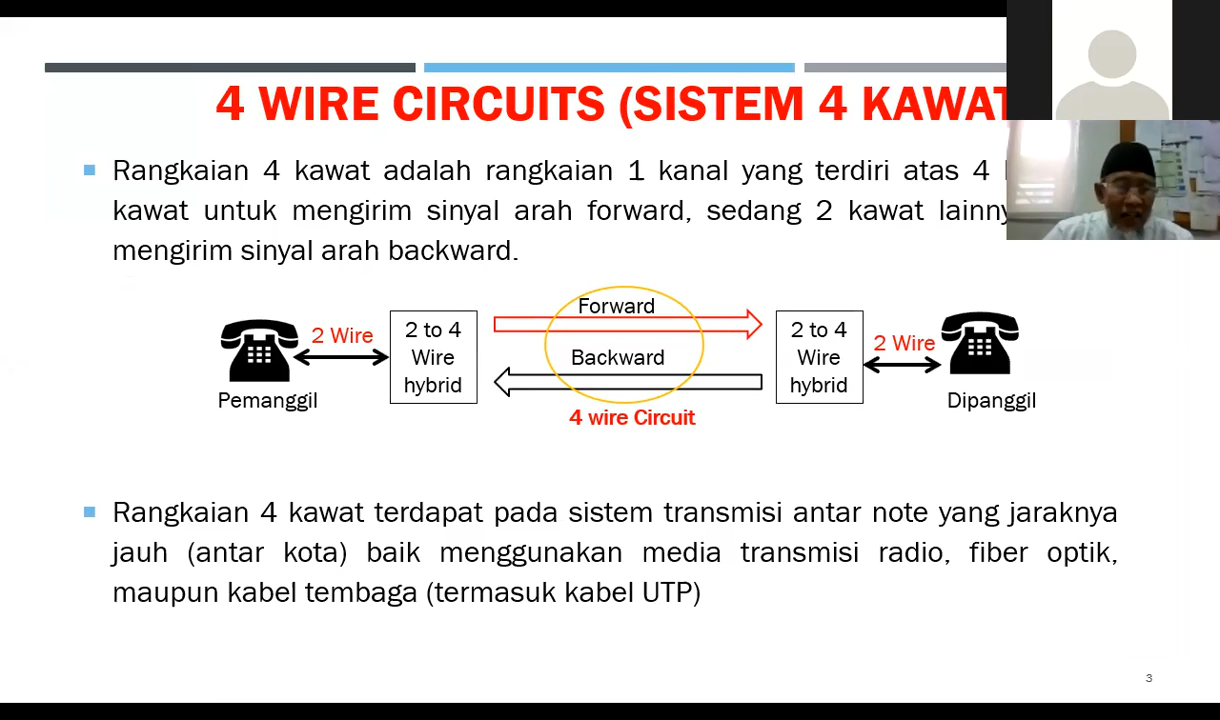 4 WIRE CIRCUITS (SISTEM 4 KAWAT
Rangkaian 4 kawat adalah rangkaian 1 kanal yang terdiri atas 4
kawat untuk mengirim sinyal arah forward, sedang 2 kawat
mengirim sinyal arah backward.
Forward
2 Wire
2 to 4
Wire
hybrid
Backward
2 to 4
Wire
hybrid
2 Wire
Pemanggil
Dipanggil
4 wire Circuit
Rangkaian 4 kawat terdapat pada sistem transmisi antar note yang jaraknya
jauh (antar kota) baik menggunakan media transmisi radio, fiber optik,
maupun kabel tembaga (termasuk kabel UTP)
3